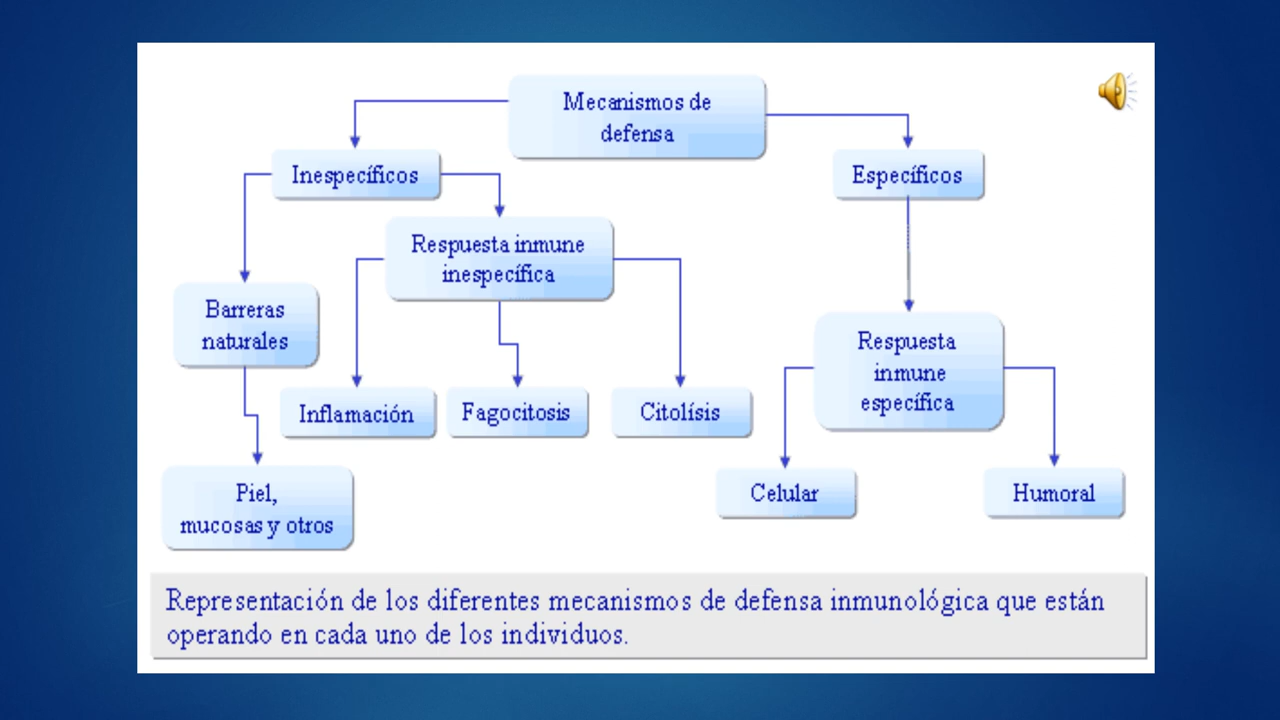 Mecanismos de
defensa
Inespecíficos
Específicos
Respuesta inmune
inespecífica
Barreras
naturales
Respuesta
inmune
específica
Inflamación
Fagocitosis
Citolísis
Piel,
mucosas y otros
Celular
Humoral
Representación de los diferentes mecanismos de defensa inmunológica que están
operando en cada uno de los individuos.